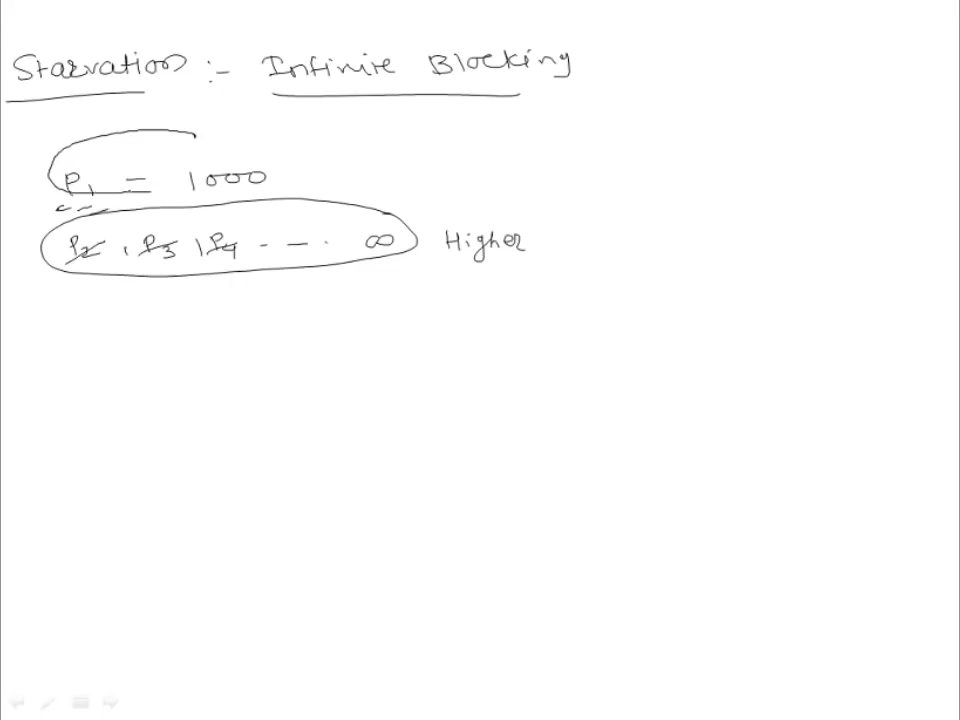 Starvation :- Infinite Blocking
P1 = 1000
P2 , P3 , P4 - - . ∞ Higher